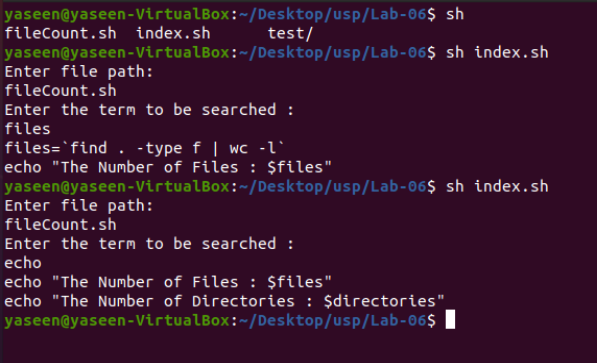 yaseen@yaseen-VirtualBox:~/Desktop/usp/Lab-06$ sh
fileCount.sh  index.sh      test/
yaseen@yaseen-VirtualBox:~/Desktop/usp/Lab-06$ sh index.sh
Enter file path:
fileCount.sh
Enter the term to be searched :
files
files=`find . -type f | wc -l`
echo "The Number of Files : $files"
yaseen@yaseen-VirtualBox:~/Desktop/usp/Lab-06$ sh index.sh
Enter file path:
fileCount.sh
Enter the term to be searched :
echo
echo "The Number of Files : $files"
echo "The Number of Directories : $directories"
yaseen@yaseen-VirtualBox:~/Desktop/usp/Lab-06$